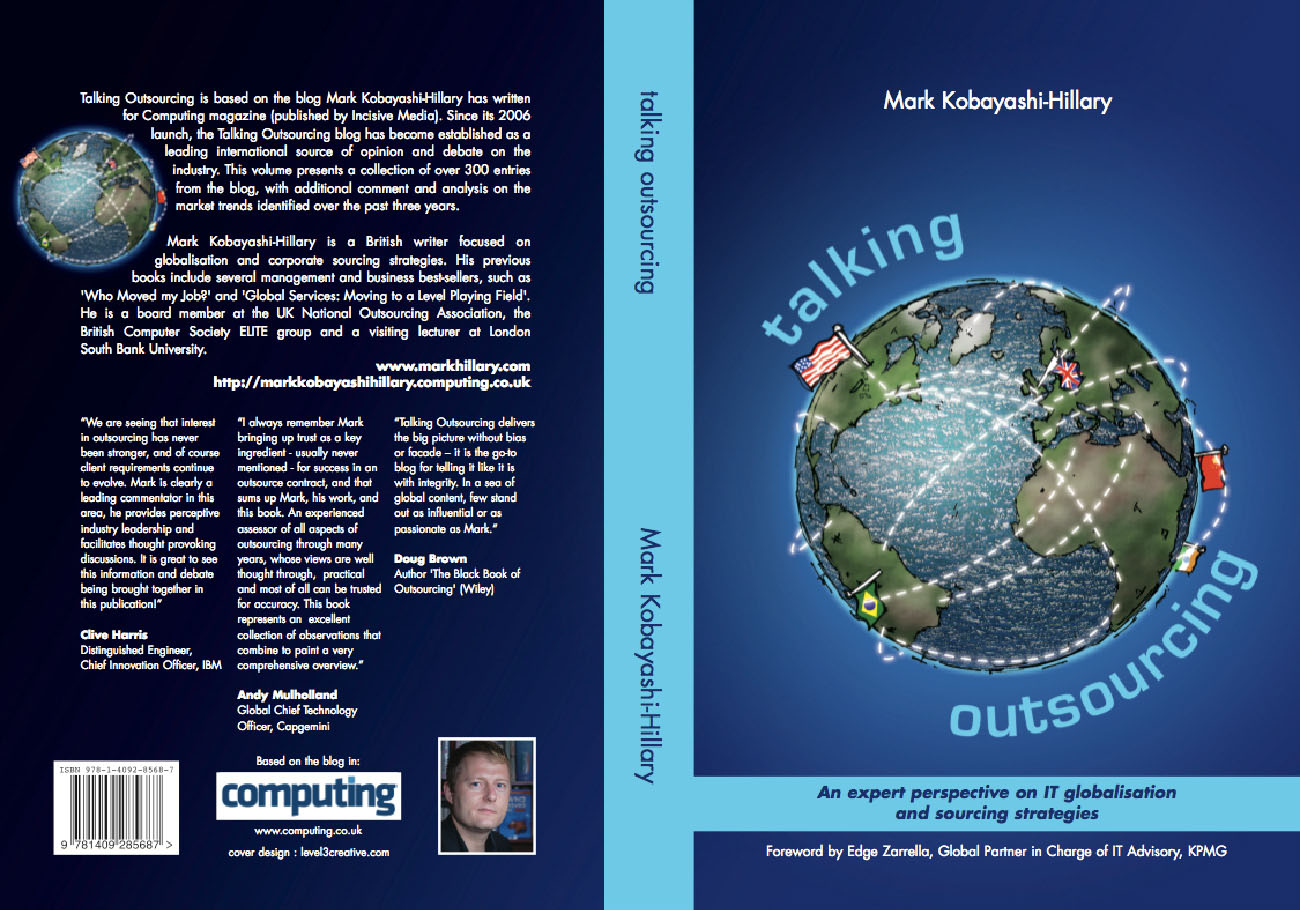 Talking Outsourcing is based on the blog Mark Kobayashi-Hillary has written
for Computing magazine (published by Incisive Media). Since its 2006
launch, the Talking Outsourcing blog has become established as a
leading international source of opinion and debate on the
industry. This volume presents a collection of over 300 entries
from the blog, with additional comment and analysis on the
market trends identified over the past three years.
Mark Kobayashi-Hillary is a British writer focused on
globalisation and corporate sourcing strategies. His previous
books include several management and business best-sellers, such as
'Who Moved my Job?' and 'Global Services: Moving to a Level Playing Field'.
He is a board member at the UK National Outsourcing Association, the
British Computer Society ELITE group and a visiting lecturer at London
South Bank University.
www.markhillary.com
http://markkobayashihillary.computing.co.uk
"We are seeing that interest
in outsourcing has never
been stronger, and of course
client requirements continue
to evolve. Mark is clearly a
leading commentator in this
area, he provides perceptive
industry leadership and
facilitates thought provoking
discussions. It is great to see
this information and debate
being brought together in
this publication!"
Clive Harris
Distinguished Engineer,
Chief Innovation Officer, IBM
"I always remember Mark
bringing up trust as a key
ingredient - usually never
mentioned - for success in an
outsource contract, and that
sums up Mark, his work, and
this book. An experienced
assessor of all aspects of
outsourcing through many
years, whose views are well
thought through, practical
and most of all can be trusted
for accuracy. This book
represents an excellent
collection of observations that
combine to paint a very
comprehensive overview."
Andy Mulholland
Global Chief Technology
Officer, Capgemini
"Talking Outsourcing delivers
the big picture without bias
or facade – it is the go-to
blog for telling it like it is
with integrity. In a sea of
global content, few stand
out as influential or as
passionate as Mark."
Doug Brown
Author 'The Black Book of
Outsourcing' (Wiley)
ISBN 978-1-4092-8568-7
9 781409 285687 >
Based on the blog in:
computing
www.computing.co.uk
cover design : level3creative.com
talking outsourcing
Mark Kobayashi-Hillary
Mark Kobayashi-Hillary
talking
outsourcing
An expert perspective on IT globalisation
and sourcing strategies
Foreword by Edge Zarrella, Global Partner in Charge of IT Advisory, KPMG